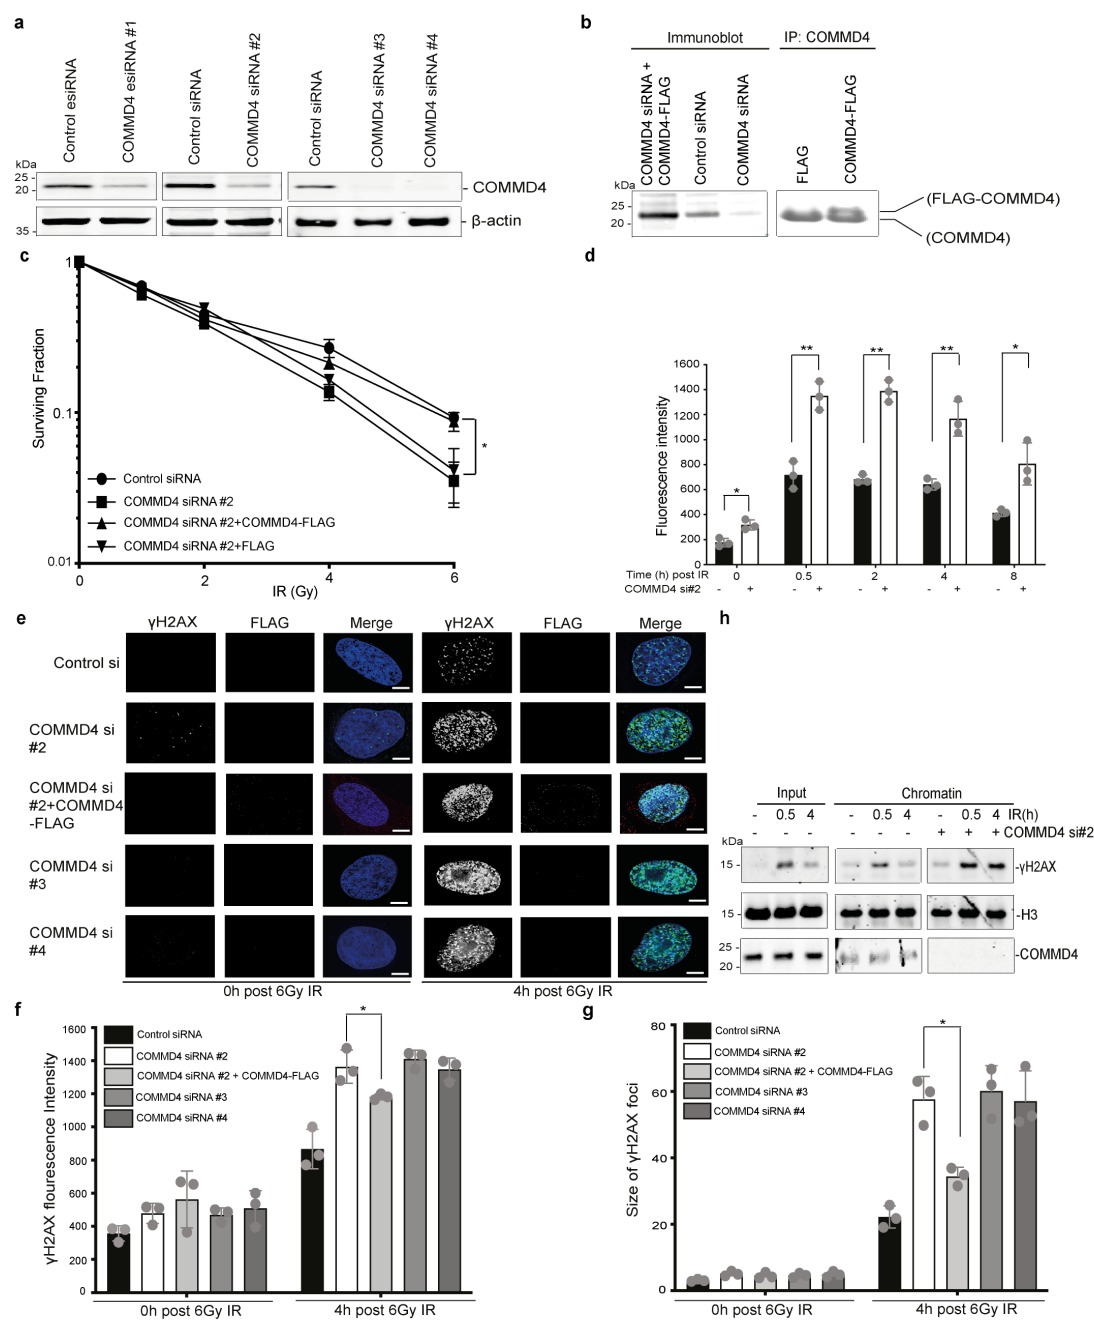 a
Control esiRNA
COMMD4 esiRNA #1
Control siRNA
COMMD4 siRNA #2
Control siRNA
COMMD4 siRNA #3
COMMD4 siRNA #4
kDa
25 -
20 -
- COMMD4
35 -
- β-actin
b
Immunoblot
IP: COMMD4
COMMD4 siRNA +
COMMD4-FLAG
Control siRNA
COMMD4 siRNA
FLAG
COMMD4-FLAG
kDa
25 -
20 -
(FLAG-COMMD4)
(COMMD4)
c
Surviving Fraction
1
0.1
0.01
0
2
4
6
IR (Gy)
*
Control siRNA
COMMD4 siRNA #2
COMMD4 siRNA #2+COMMD4-FLAG
COMMD4 siRNA #2+FLAG
d
Fluorescence intensity
1600
1400
1200
1000
800
600
400
200
0
* ** ** ** *
Time (h) post IR 0 0.5 2 4 8
COMMD4 si#2 - + - + - + - + - +
e
γH2AX FLAG Merge γH2AX FLAG Merge
Control si
COMMD4 si
#2
COMMD4 si
#2+COMMD4
-FLAG
COMMD4 si
#3
COMMD4 si
#4
0h post 6Gy IR
4h post 6Gy IR
h
Input
Chromatin
- 0.5 4 - 0.5 4 - 0.5 4 IR(h)
+ + + COMMD4 si#2
kDa
15 -
-γH2AX
15 -
-H3
25 -
20 -
-COMMD4
f
γH2AX flourescence Intensity
1600
1400
1200
1000
800
600
400
200
0
Control siRNA
COMMD4 siRNA #2
COMMD4 siRNA #2 + COMMD4-FLAG
COMMD4 siRNA #3
COMMD4 siRNA #4
*
0h post 6Gy IR
4h post 6Gy IR
g
Size of γH2AX foci
80
60
40
20
0
Control siRNA
COMMD4 siRNA #2
COMMD4 siRNA #2 + COMMD4-FLAG
COMMD4 siRNA #3
COMMD4 siRNA #4
*
0h post 6Gy IR
4h post 6Gy IR